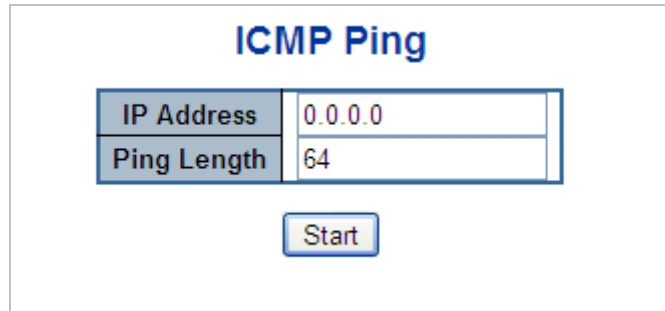 ICMP Ping
IP Address 0.0.0.0
Ping Length 64
Start